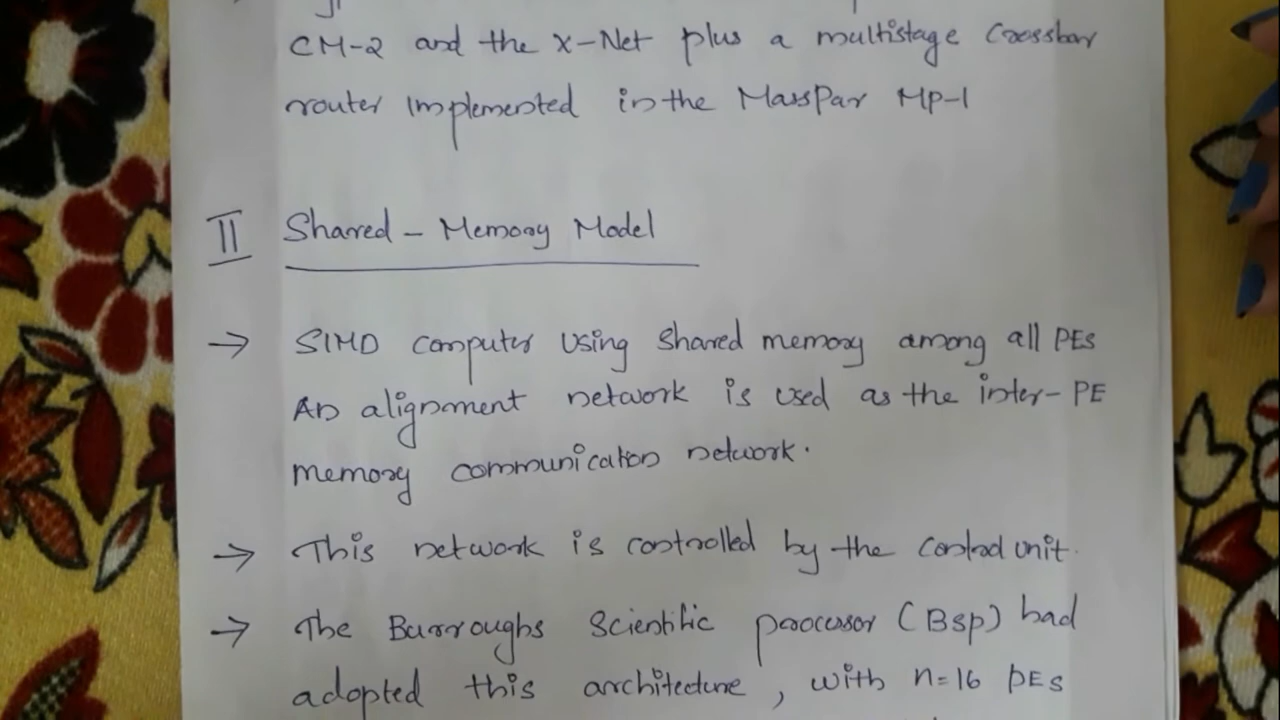 CM-2 and the X-Net plus a multistage Crossbar
router Implemented in the MassPar MP-1
II Shared - Memory Model
→ SIMD computer Using shared memory among all PEs
An alignment network is used as the inter-PE
memory communication network.
→ This network is controlled by the control unit.
→ The Burroughs Scientific processor (Bsp) had
adopted this architecture, with n=16 PEs